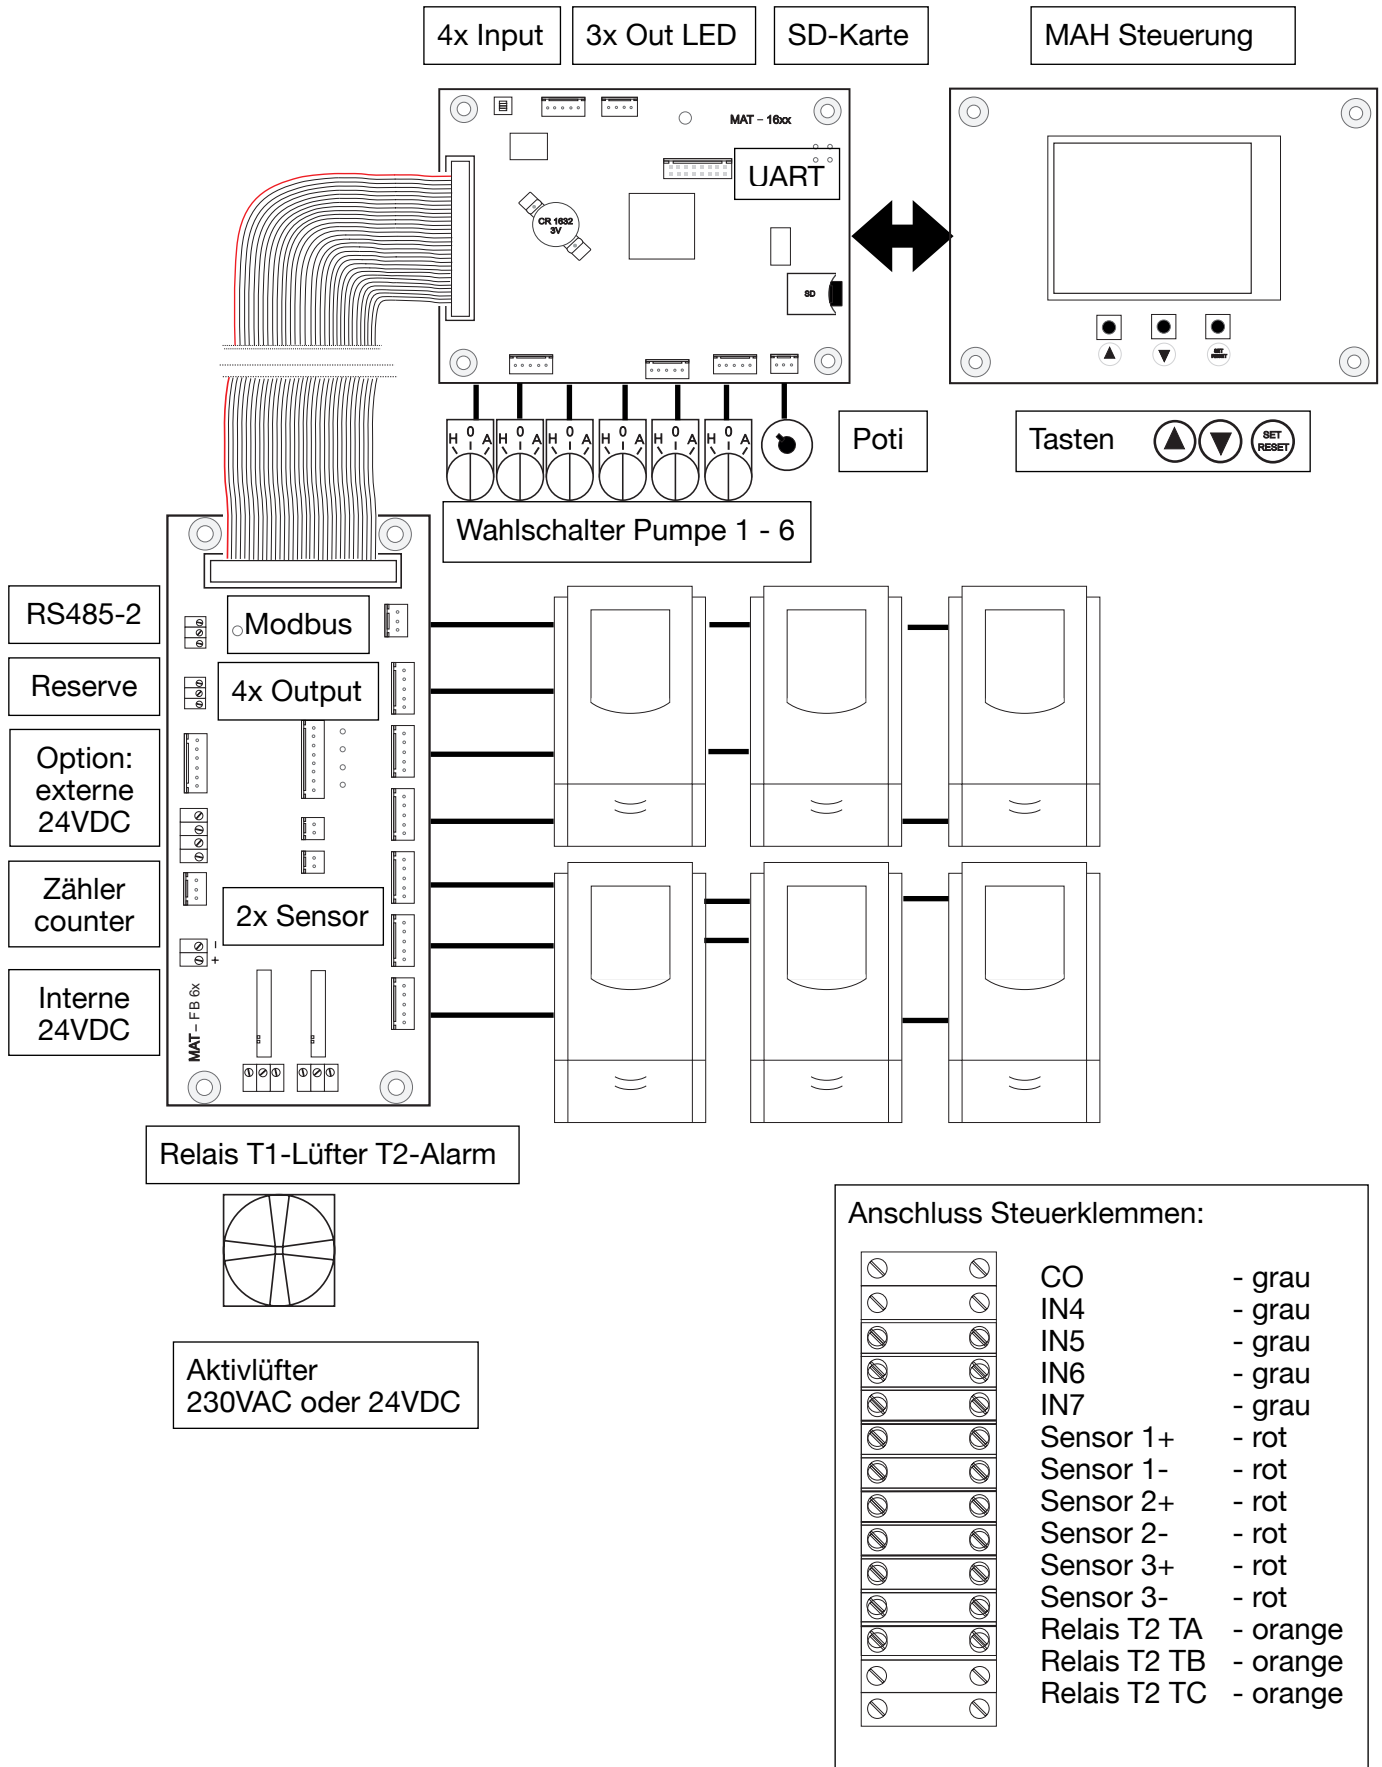 4x Input
3x Out LED
SD-Karte
MAH Steuerung
MAT - 16xx
UART
CR 1632
3V
SD
SET
RESET
H 0 A
H 0 A
H 0 A
H 0 A
H 0 A
H 0 A
Poti
Tasten
SET
RESET
Wahlschalter Pumpe 1 - 6
RS485-2
Modbus
Reserve
4x Output
Option:
externe
24VDC
Zähler
counter
2x Sensor
-
+
Interne
24VDC
MAT - FB 6x
Relais T1-Lüfter T2-Alarm
Aktivlüfter
230VAC oder 24VDC
Anschluss Steuerklemmen:
CO - grau
IN4 - grau
IN5 - grau
IN6 - grau
IN7 - grau
Sensor 1+ - rot
Sensor 1- - rot
Sensor 2+ - rot
Sensor 2- - rot
Sensor 3+ - rot
Sensor 3- - rot
Relais T2 TA - orange
Relais T2 TB - orange
Relais T2 TC - orange